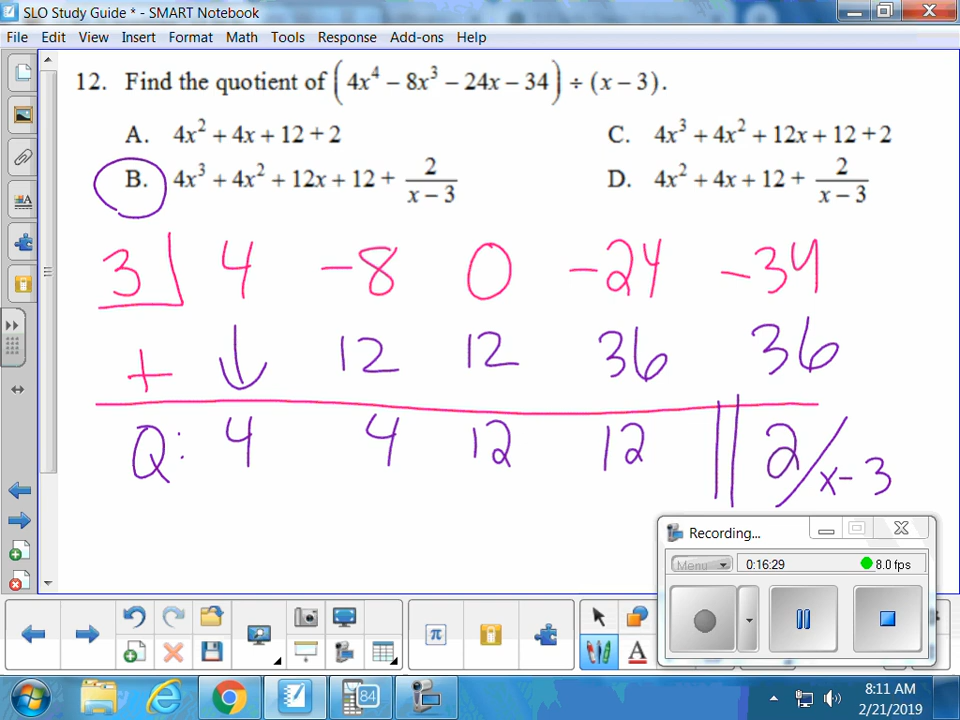 SLO Study Guide * - SMART Notebook
File Edit View Insert Format Math Tools Response Add-ons Help
12. Find the quotient of (4x⁴ − 8x³ − 24x − 34) ÷ (x − 3).
A. 4x² + 4x + 12 + 2
C. 4x³ + 4x² + 12x + 12 + 2
B. 4x³ + 4x² + 12x + 12 + 2/(x − 3)
D. 4x² + 4x + 12 + 2/(x − 3)
3 4 -8 0 -24 -34
+ ↓ 12 12 36 36
Q: 4 4 12 12 || 2/x-3
Recording...
Menu 0:16:29 8.0 fps
π A
84
8:11 AM
2/21/2019